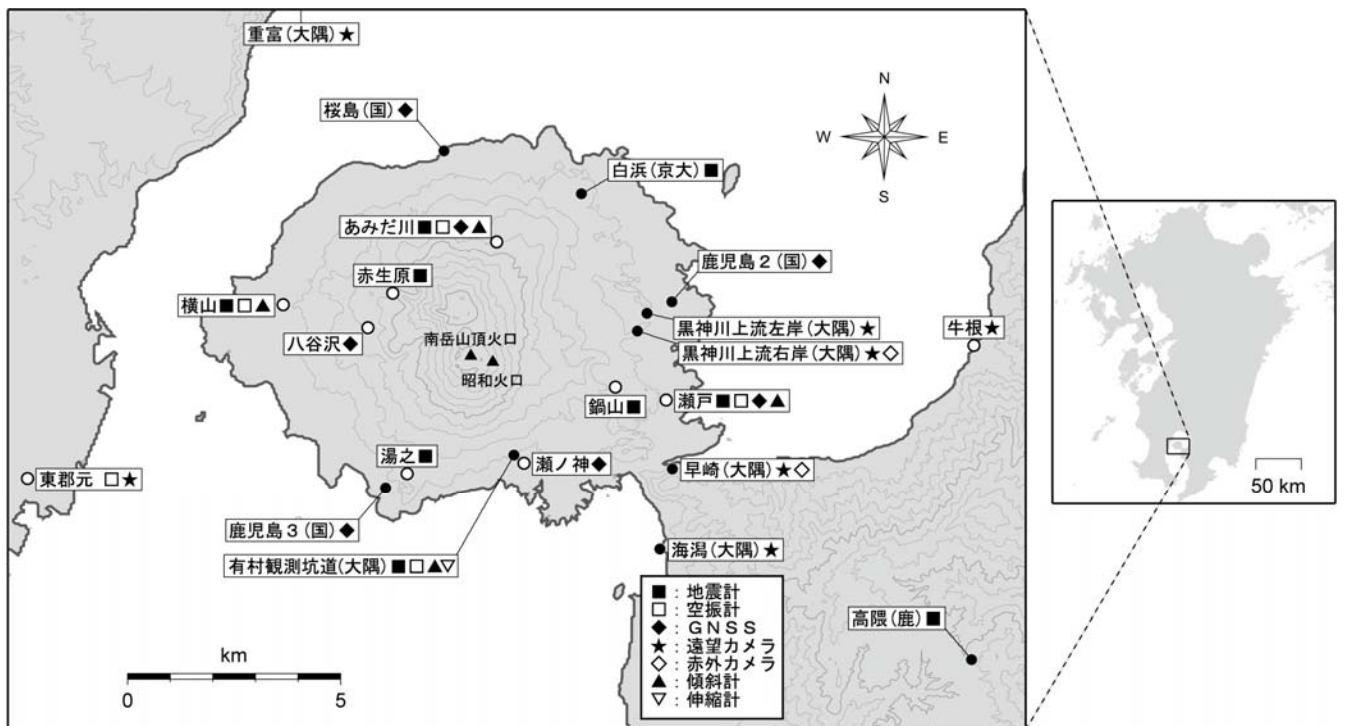 重富(大隅)★
桜島(国)◆
N
W E
S
白浜(京大)■
あみだ川■□◆▲
鹿児島2(国)◆
赤生原■
横山■□▲
黒神川上流左岸(大隅)★
牛根★
八谷沢◆
南岳山頂火口
黒神川上流右岸(大隅)★◇
昭和火口
鍋山■
瀬戸■□◆▲
湯之■
瀬ノ神◆
早崎(大隅)★◇
東郡元 □★
50 km
鹿児島3(国)◆
海潟(大隅)★
有村観測坑道(大隅)■□▲▽
■:地震計
□:空振計
◆:GNSS
★:遠望カメラ
◇:赤外カメラ
▲:傾斜計
▽:伸縮計
高隈(鹿)■
km
0 5